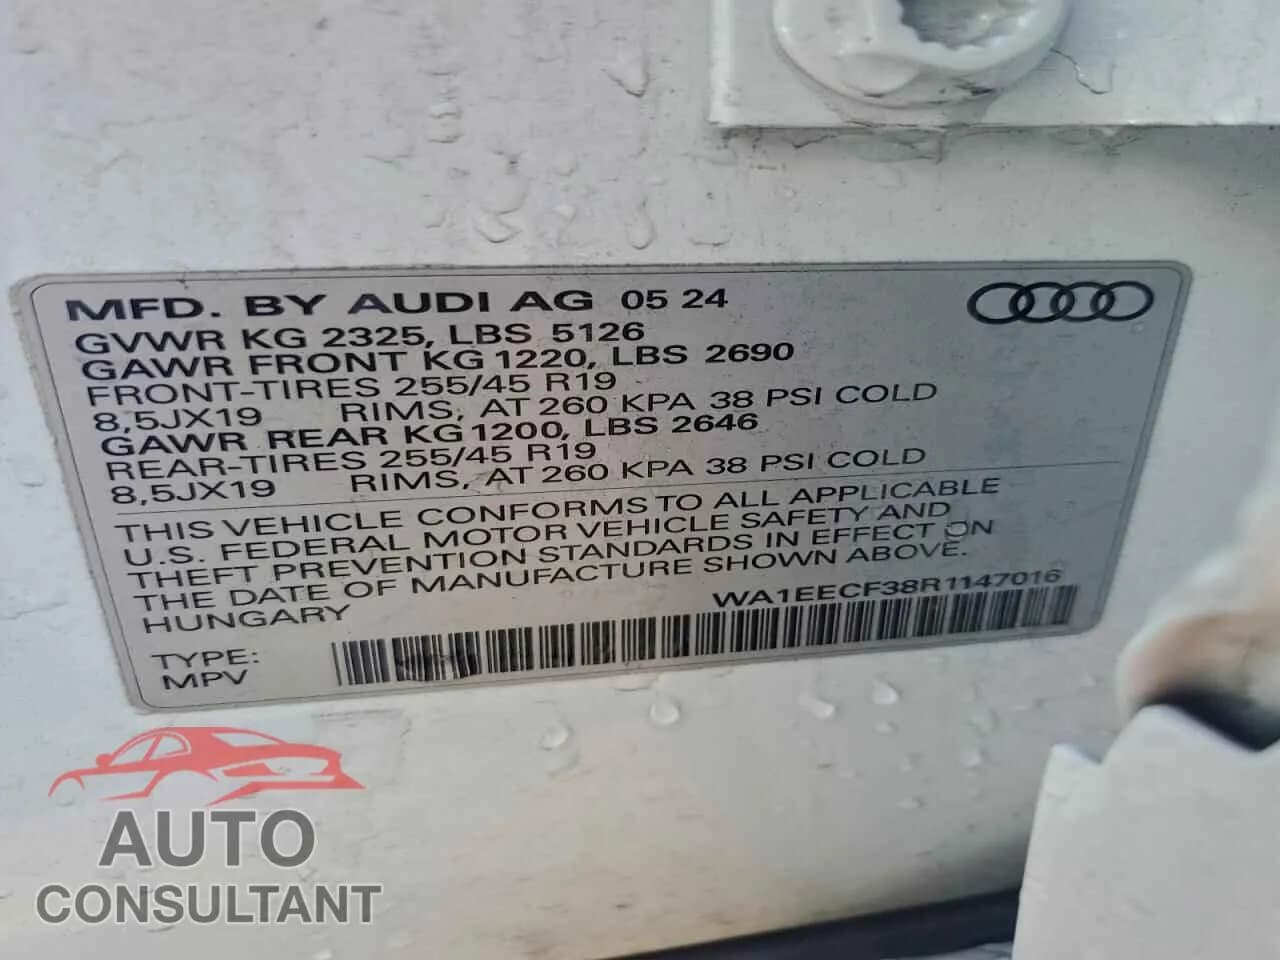 MFD. BY AUDI AG 05 24
GVWR KG 2325, LBS 5126
GAWR FRONT KG 1220, LBS 2690
FRONT-TIRES 255/45 R19
8,5JX19 RIMS, AT 260 KPA 38 PSI COLD
GAWR REAR KG 1200, LBS 2646
REAR-TIRES 255/45 R19
8,5JX19 RIMS, AT 260 KPA 38 PSI COLD
THIS VEHICLE CONFORMS TO ALL APPLICABLE
U.S. FEDERAL MOTOR VEHICLE SAFETY AND
THEFT PREVENTION STANDARDS IN EFFECT ON
THE DATE OF MANUFACTURE SHOWN ABOVE.
HUNGARY
WA1EECF38R1147016
TYPE:
MPV
AUTO
CONSULTANT